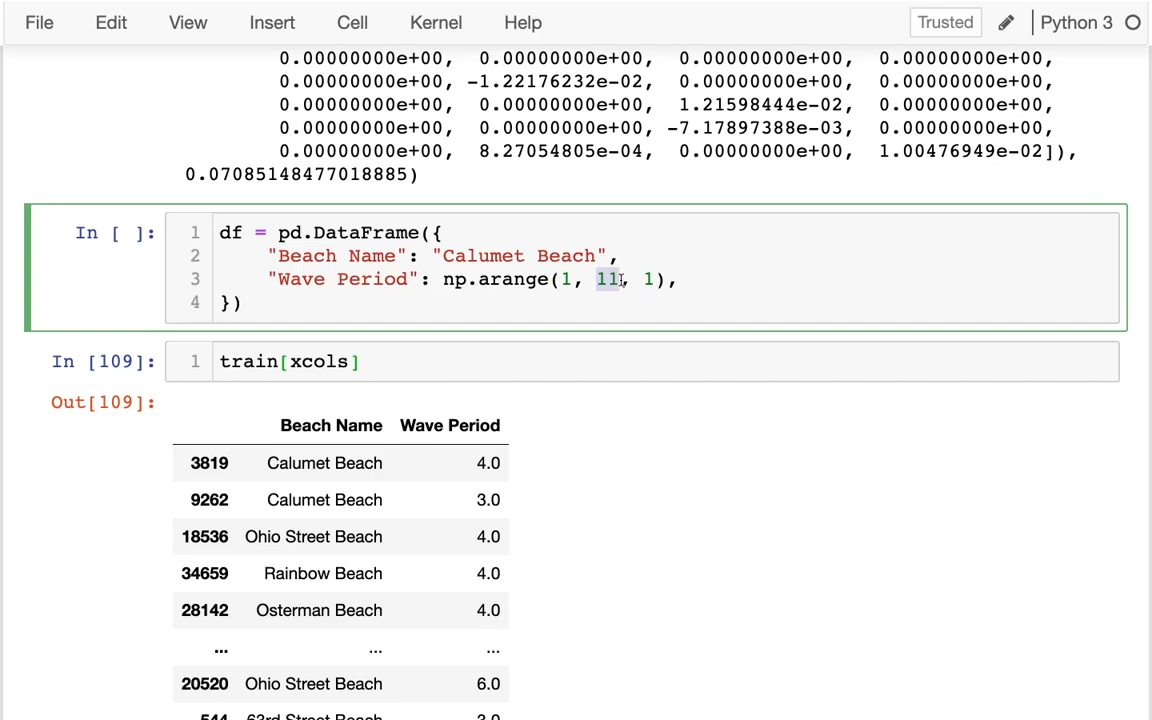 File Edit View Insert Cell Kernel Help Trusted Python 3
0.00000000e+00, 0.00000000e+00, 0.00000000e+00, 0.00000000e+00,
0.00000000e+00, -1.22176232e-02, 0.00000000e+00, 0.00000000e+00,
0.00000000e+00, 0.00000000e+00, 1.21598444e-02, 0.00000000e+00,
0.00000000e+00, 0.00000000e+00, -7.17897388e-03, 0.00000000e+00,
0.00000000e+00, 8.27054805e-04, 0.00000000e+00, 1.00476949e-02]),
0.07085148477018885)
In [ ]: 1 df = pd.DataFrame({
2 "Beach Name": "Calumet Beach",
3 "Wave Period": np.arange(1, 11, 1),
4 })
In [109]: 1 train[xcols]
Out[109]:
Beach Name Wave Period
3819 Calumet Beach 4.0
9262 Calumet Beach 3.0
18536 Ohio Street Beach 4.0
34659 Rainbow Beach 4.0
28142 Osterman Beach 4.0
... ... ...
20520 Ohio Street Beach 6.0
544 63rd Street Beach 3.0